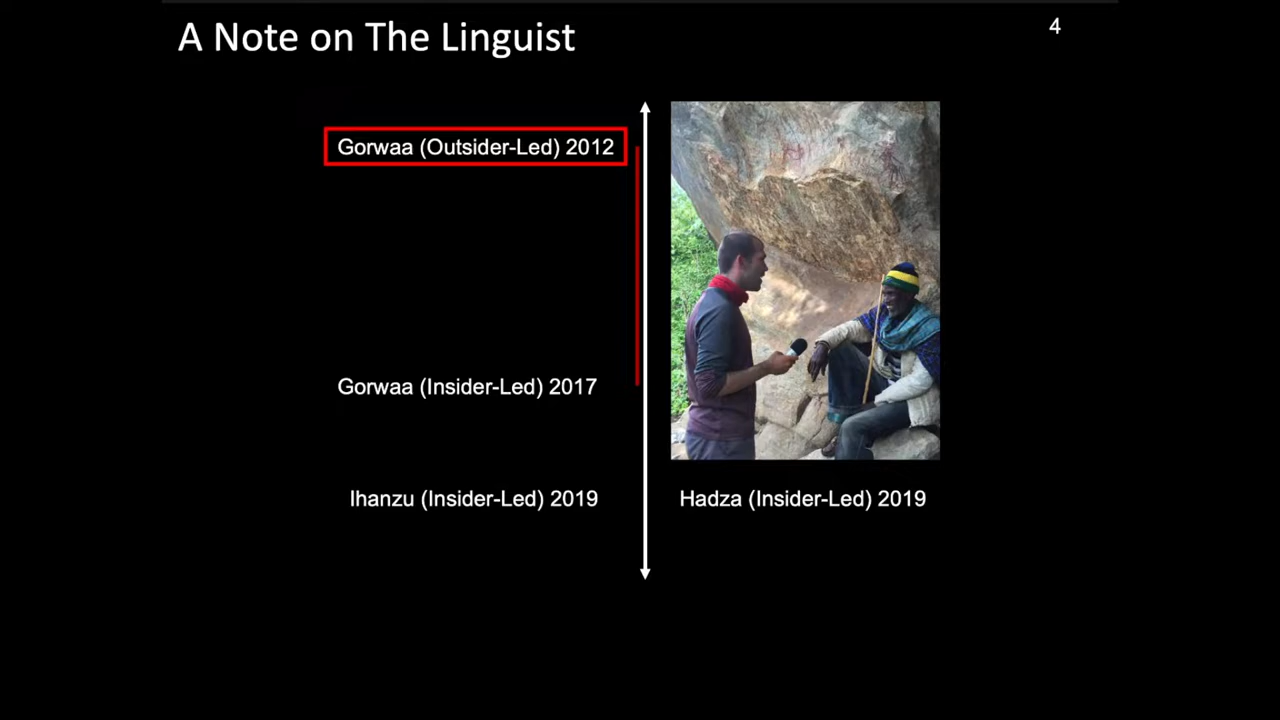 A Note on The Linguist
4
Gorwaa (Outsider-Led) 2012
Gorwaa (Insider-Led) 2017
Ihanzu (Insider-Led) 2019
Hadza (Insider-Led) 2019